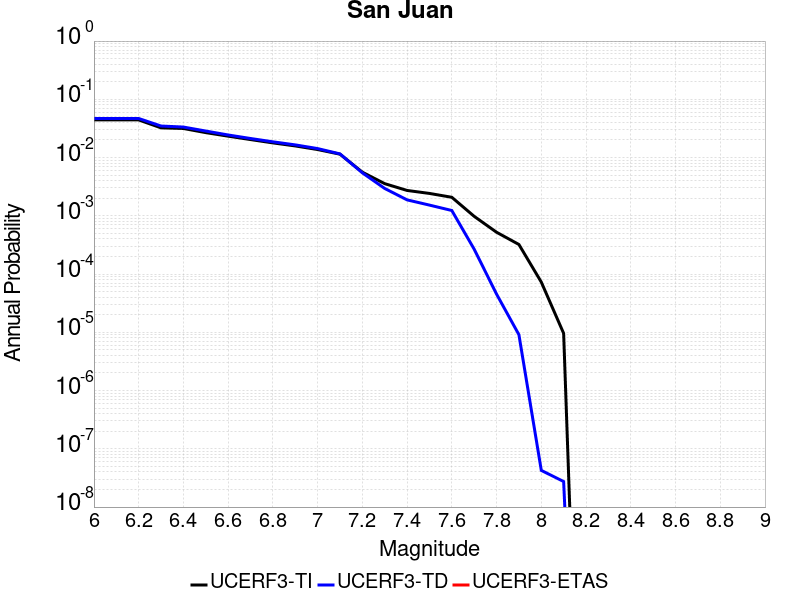 San Juan
Annual Probability
10^0
10^-1
10^-2
10^-3
10^-4
10^-5
10^-6
10^-7
10^-8
6 6.2 6.4 6.6 6.8 7 7.2 7.4 7.6 7.8 8 8.2 8.4 8.6 8.8 9
Magnitude
UCERF3-TI UCERF3-TD UCERF3-ETAS